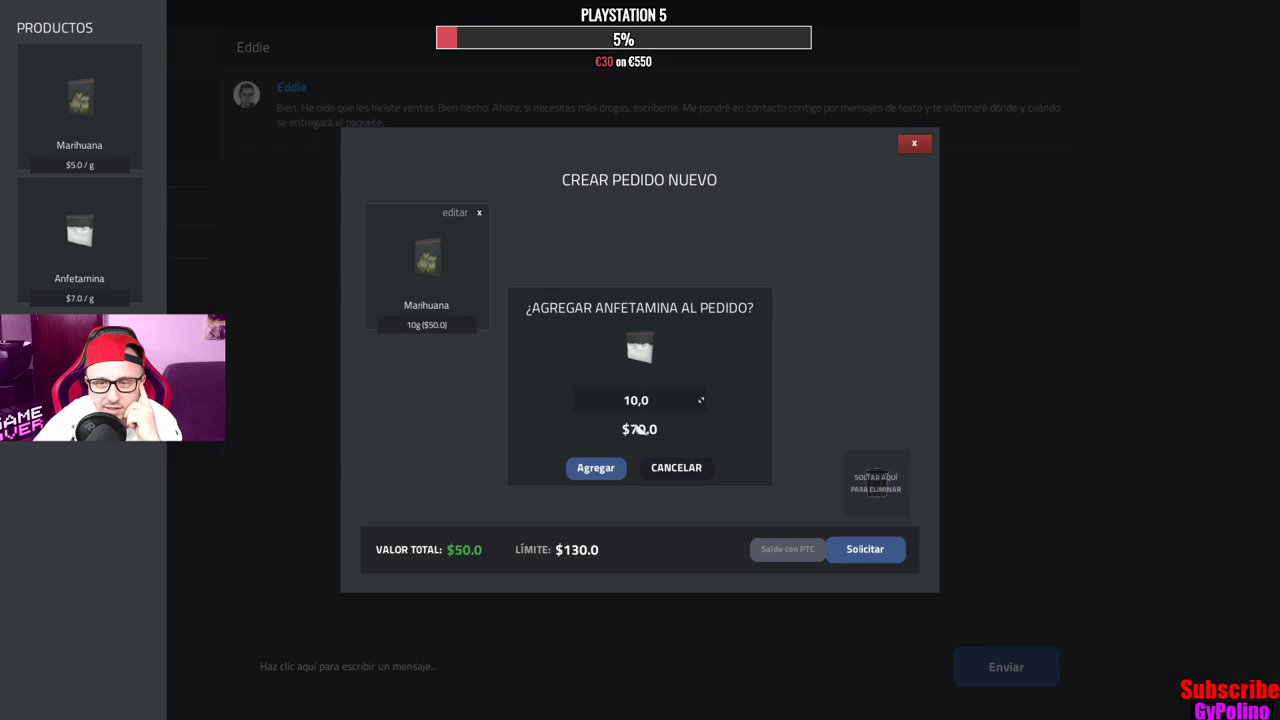 PLAYSTATION 5
5%
€30 on €550
PRODUCTOS
Marihuana
$5.0 / g
Anfetamina
$7.0 / g
Eddie
Eddie
Bien. He oído que les hiciste ventas. Bien hecho. Ahora, si necesitas más drogas, escríbeme. Me pondré en contacto contigo por mensajes de texto y te informaré dónde y cuándo
se entregará el paquete.
x
CREAR PEDIDO NUEVO
editar x
Marihuana
10g ($50.0)
¿AGREGAR ANFETAMINA AL PEDIDO?
10,0
$70,0
Agregar CANCELAR
SOLTAR AQUÍ
PARA ELIMINAR
VALOR TOTAL: $50.0 LÍMITE: $130.0 Saldo con PTC Solicitar
Haz clic aquí para escribir un mensaje... Enviar
GAME
OVER
Subscribe
GyPolino